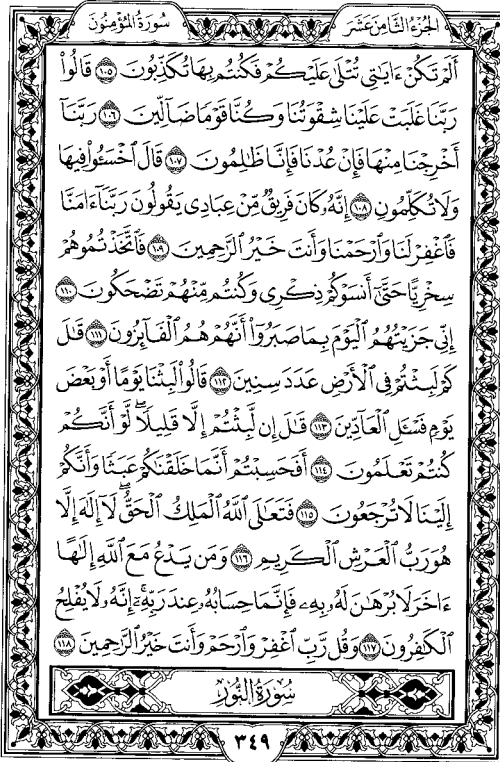 سُورَةُ المُؤْمِنُونَ
الجُزْءُ الثَّامِنَ عَشَرَ
أَلَمْ تَكُنْ ءَايَٰتِى تُتْلَىٰ عَلَيْكُمْ فَكُنتُم بِهَا تُكَذِّبُونَ ١٠٥ قَالُوا۟
رَبَّنَا غَلَبَتْ عَلَيْنَا شِقْوَتُنَا وَكُنَّا قَوْمًا ضَآلِّينَ ١٠٦ رَبَّنَآ
أَخْرِجْنَا مِنْهَا فَإِنْ عُدْنَا فَإِنَّا ظَٰلِمُونَ ١٠٧ قَالَ ٱخْسَـُٔوا۟ فِيهَا
وَلَا تُكَلِّمُونِ ١٠٨ إِنَّهُۥ كَانَ فَرِيقٌ مِّنْ عِبَادِى يَقُولُونَ رَبَّنَآ ءَامَنَّا
فَٱغْفِرْ لَنَا وَٱرْحَمْنَا وَأَنتَ خَيْرُ ٱلرَّٰحِمِينَ ١٠٩ فَٱتَّخَذْتُمُوهُمْ
سِخْرِيًّا حَتَّىٰٓ أَنسَوْكُمْ ذِكْرِى وَكُنتُم مِّنْهُمْ تَضْحَكُونَ ١١٠
إِنِّى جَزَيْتُهُمُ ٱلْيَوْمَ بِمَا صَبَرُوٓا۟ أَنَّهُمْ هُمُ ٱلْفَآئِزُونَ ١١١ قَٰلَ
كَمْ لَبِثْتُمْ فِى ٱلْأَرْضِ عَدَدَ سِنِينَ ١١٢ قَالُوا۟ لَبِثْنَا يَوْمًا أَوْ بَعْضَ
يَوْمٍ فَسْـَٔلِ ٱلْعَآدِّينَ ١١٣ قَٰلَ إِن لَّبِثْتُمْ إِلَّا قَلِيلًا ۖ لَّوْ أَنَّكُمْ
كُنتُمْ تَعْلَمُونَ ١١٤ أَفَحَسِبْتُمْ أَنَّمَا خَلَقْنَٰكُمْ عَبَثًا وَأَنَّكُمْ
إِلَيْنَا لَا تُرْجَعُونَ ١١٥ فَتَعَٰلَى ٱللَّهُ ٱلْمَلِكُ ٱلْحَقُّ ۖ لَآ إِلَٰهَ إِلَّا
هُوَ رَبُّ ٱلْعَرْشِ ٱلْكَرِيمِ ١١٦ وَمَن يَدْعُ مَعَ ٱللَّهِ إِلَٰهًا
ءَاخَرَ لَا بُرْهَٰنَ لَهُۥ بِهِۦ فَإِنَّمَا حِسَابُهُۥ عِندَ رَبِّهِۦٓ ۚ إِنَّهُۥ لَا يُفْلِحُ
ٱلْكَٰفِرُونَ ١١٧ وَقُل رَّبِّ ٱغْفِرْ وَٱرْحَمْ وَأَنتَ خَيْرُ ٱلرَّٰحِمِينَ ١١٨
سُورَةُ النُّورِ
٣٤٩